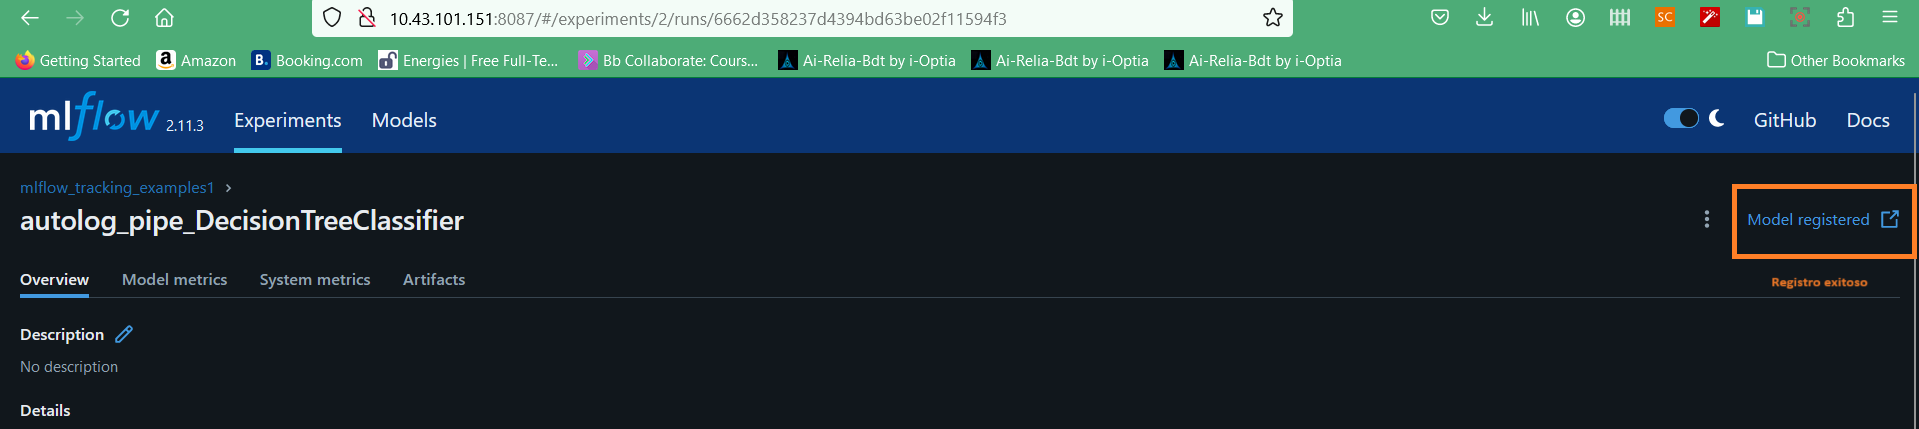 10.43.101.151:8087/#/experiments/2/runs/6662d358237d4394bd63be02f11594f3
SC
Getting Started
a Amazon
B. Booking.com
Energies | Free Full-Te...
Bb Collaborate: Cours...
Ai-Relia-Bdt by i-Optia
Ai-Relia-Bdt by i-Optia
Ai-Relia-Bdt by i-Optia
Other Bookmarks
mlflow 2.11.3
Experiments
Models
GitHub
Docs
mlflow_tracking_examples1 >
autolog_pipe_DecisionTreeClassifier
Model registered
Overview
Model metrics
System metrics
Artifacts
Registro exitoso
Description
No description
Details